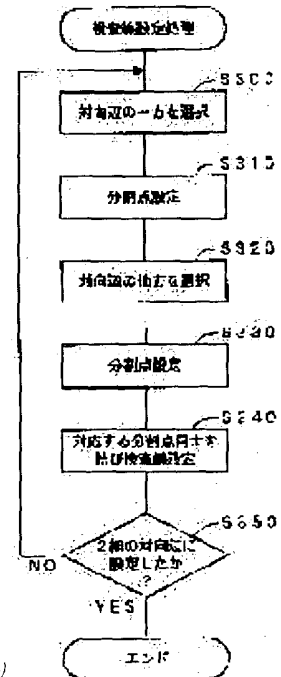 検査線設定処理
S300
対向辺の一方を選択
S310
分割点設定
S320
対向辺の他方を選択
S330
分割点設定
S340
対応する分割点同士を
結び検査線設定
S350
2組の対向辺に
設定したか
?
NO
YES
エンド
)